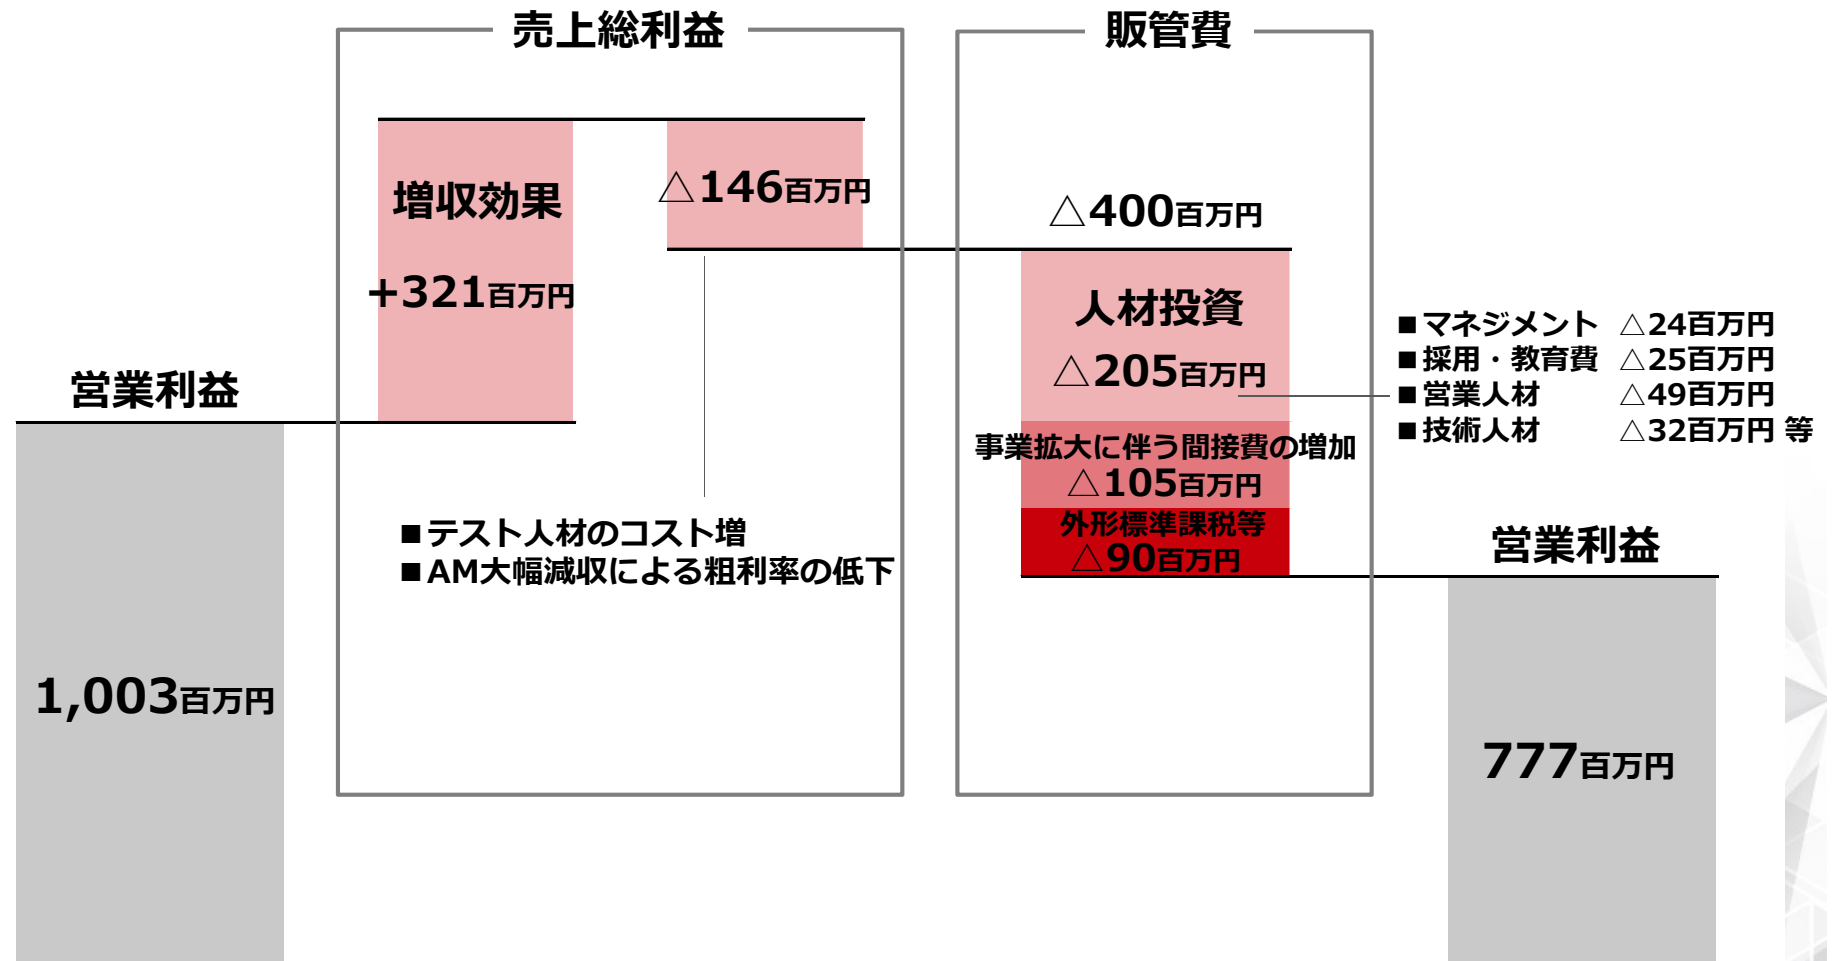 売上総利益
販管費
増収効果
+321百万円
△146百万円
△400百万円
人材投資
△205百万円
■マネジメント △24百万円
■採用・教育費 △25百万円
■営業人材 △49百万円
■技術人材 △32百万円 等
営業利益
事業拡大に伴う間接費の増加
△105百万円
外形標準課税等
△90百万円
■テスト人材のコスト増
■AM大幅減収による粗利率の低下
営業利益
1,003百万円
777百万円